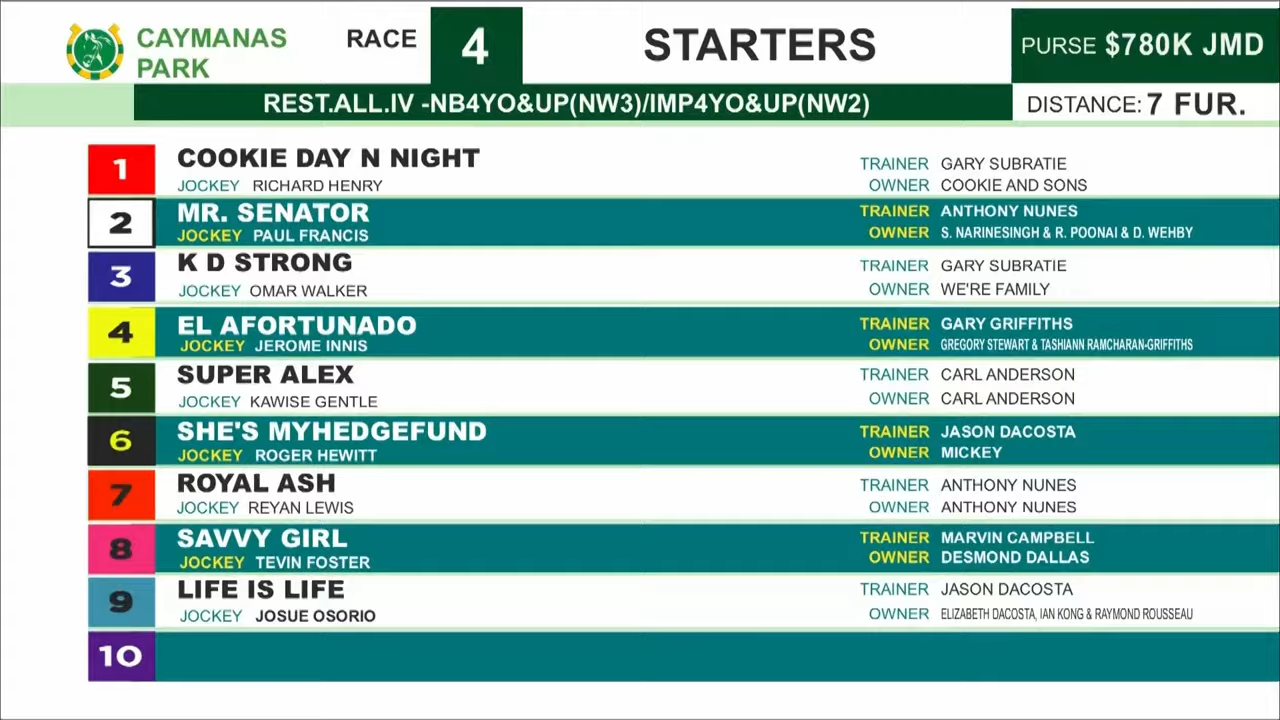 CAYMANAS PARK
RACE 4
STARTERS
PURSE $780K JMD
REST.ALL.IV -NB4YO&UP(NW3)/IMP4YO&UP(NW2)
DISTANCE: 7 FUR.
1 COOKIE DAY N NIGHT
JOCKEY RICHARD HENRY
TRAINER GARY SUBRATIE
OWNER COOKIE AND SONS
2 MR. SENATOR
JOCKEY PAUL FRANCIS
TRAINER ANTHONY NUNES
OWNER S. NARINESINGH & R. POONAI & D. WEHBY
3 K D STRONG
JOCKEY OMAR WALKER
TRAINER GARY SUBRATIE
OWNER WE'RE FAMILY
4 EL AFORTUNADO
JOCKEY JEROME INNIS
TRAINER GARY GRIFFITHS
OWNER GREGORY STEWART & TASHIANN RAMCHARAN-GRIFFITHS
5 SUPER ALEX
JOCKEY KAWISE GENTLE
TRAINER CARL ANDERSON
OWNER CARL ANDERSON
6 SHE'S MYHEDGEFUND
JOCKEY ROGER HEWITT
TRAINER JASON DACOSTA
OWNER MICKEY
7 ROYAL ASH
JOCKEY REYAN LEWIS
TRAINER ANTHONY NUNES
OWNER ANTHONY NUNES
8 SAVVY GIRL
JOCKEY TEVIN FOSTER
TRAINER MARVIN CAMPBELL
OWNER DESMOND DALLAS
9 LIFE IS LIFE
JOCKEY JOSUE OSORIO
TRAINER JASON DACOSTA
OWNER ELIZABETH DACOSTA, IAN KONG & RAYMOND ROUSSEAU
10